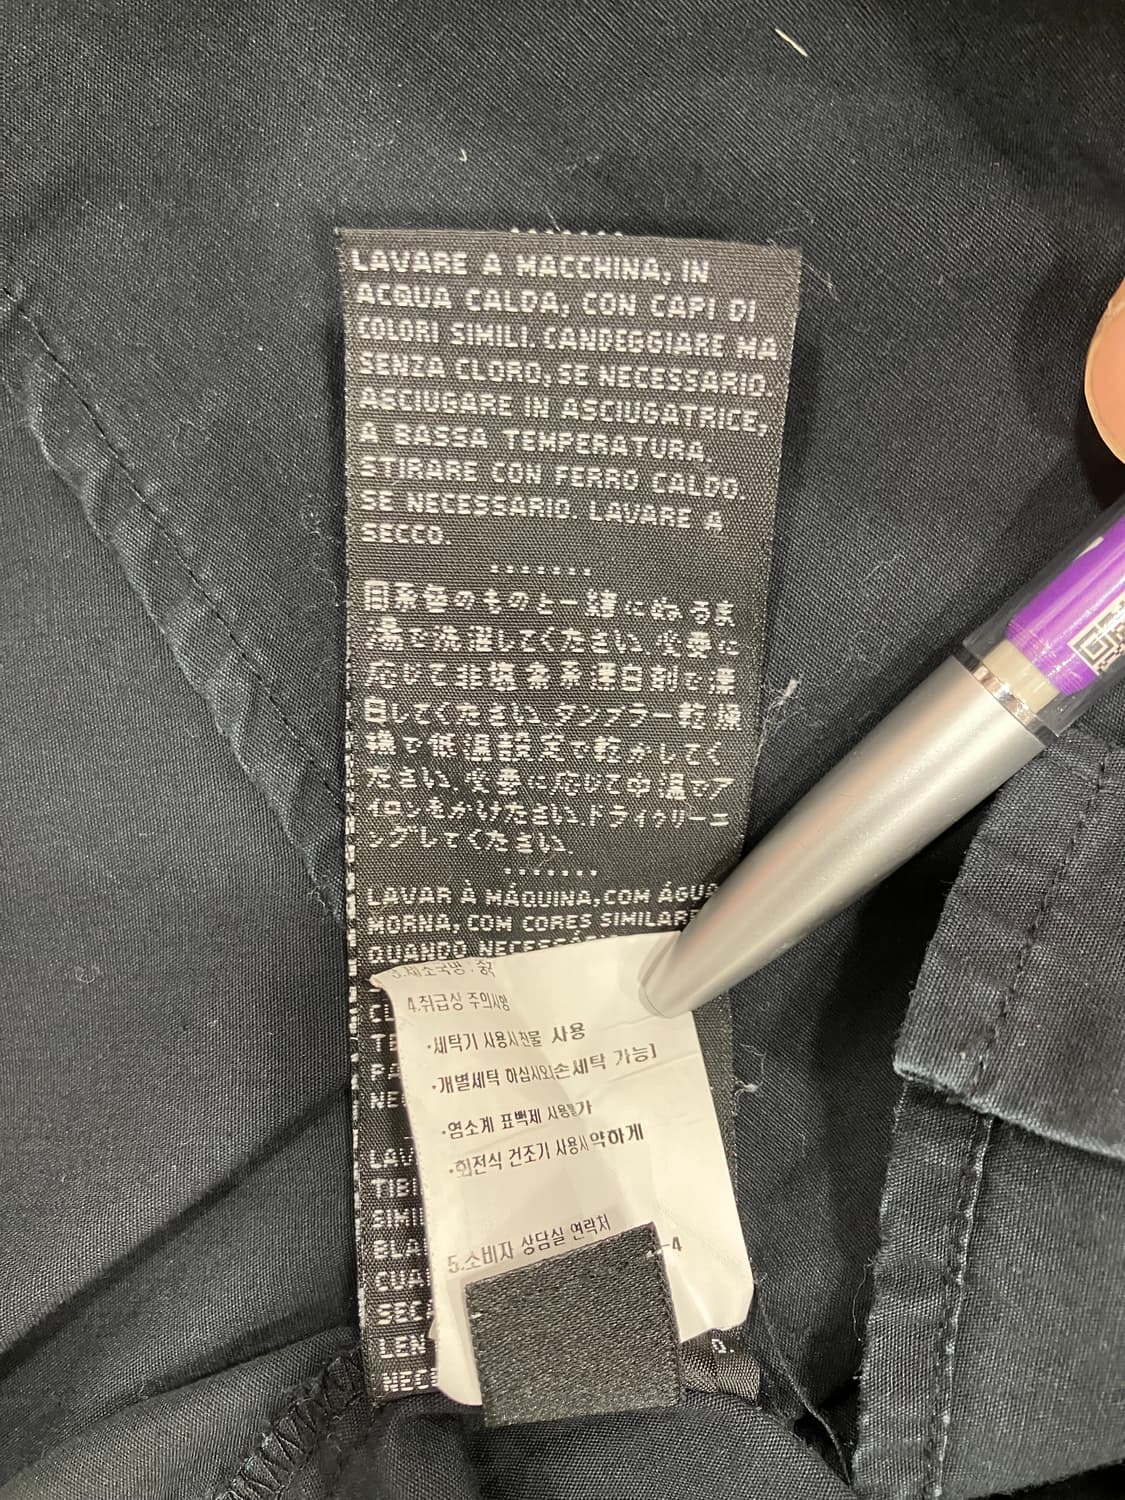 LAVARE A MACCHINA, IN
ACQUA CALDA, CON CAPI DI
COLORI SIMILI. CANDEGGIARE MA
SENZA CLORO, SE NECESSARIO.
ASCIUGARE IN ASCIUGATRICE,
A BASSA TEMPERATURA.
STIRARE CON FERRO CALDO.
SE NECESSARIO. LAVARE A
SECCO.
同系色のものと一緒にぬるま
湯で洗濯してください。必要に
応じて非塩素系漂白剤で漂
白してください。タンブラー乾燥
機で低温設定で乾かしてく
ださい。必要に応じて中温でア
イロンをかけください。ドライクリーニ
ングしてください。
LAVAR À MÁQUINA, COM ÁGUA
MORNA, COM CORES SIMILARE
QUANDO
4.취급상 주의사항
·세탁기 사용시찬물 사용
·개별세탁 하십시요[손세탁 가능]
·염소계 표백제 사용불가
·회전식 건조기 사용시약하게
5.소비자 상담실 연락처
-4
LAV
TIBI
SIMI
BLA
CUA
SECA
LEN
NECE
O.